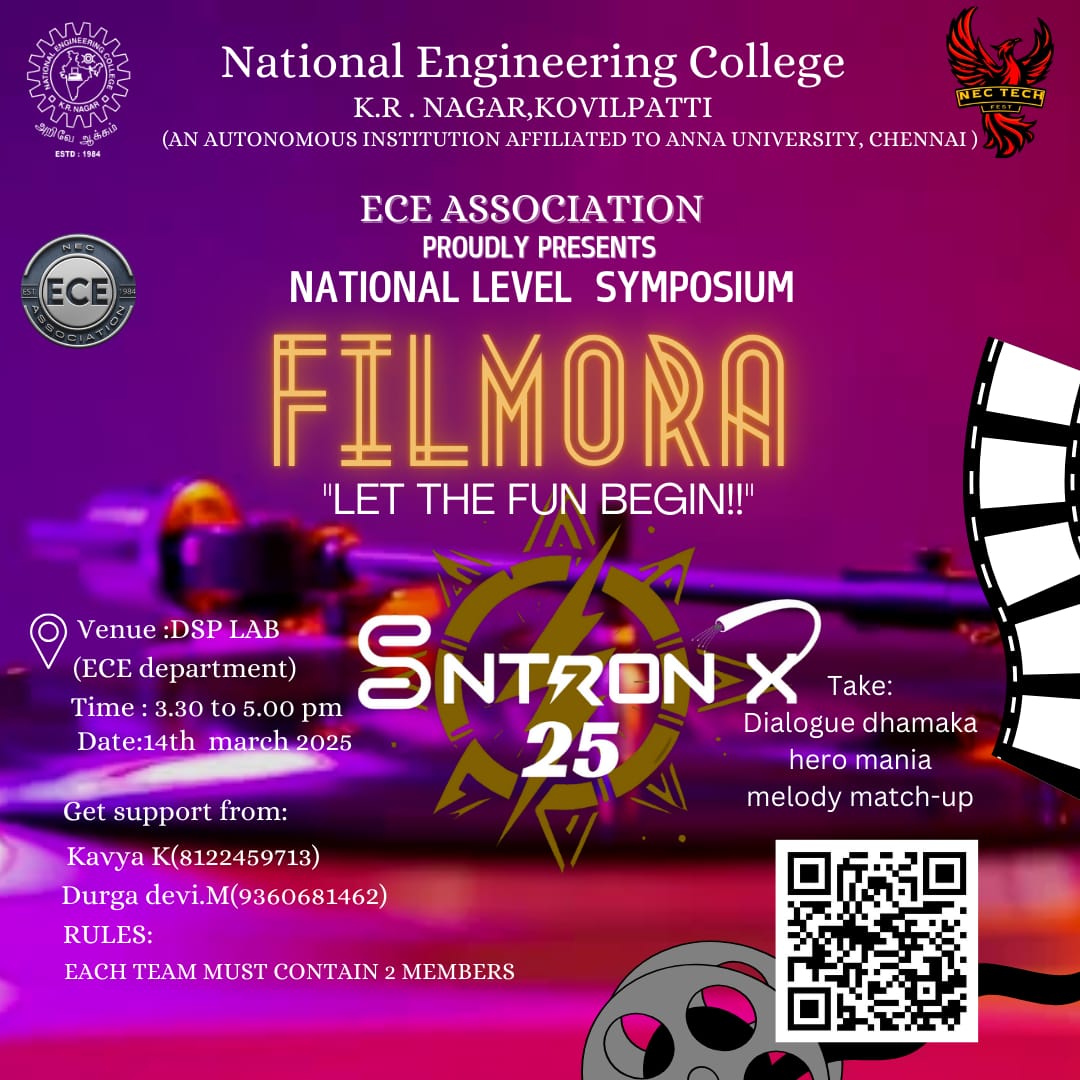 NATIONAL ENGINEERING COLLEGE
K.R. NAGAR
அறிவே ஆக்கம்
ESTD : 1984
National Engineering College
K.R . NAGAR,KOVILPATTI
(AN AUTONOMOUS INSTITUTION AFFILIATED TO ANNA UNIVERSITY, CHENNAI )
NEC TECH
FEST
ECE ASSOCIATION
PROUDLY PRESENTS
NATIONAL LEVEL SYMPOSIUM
NEC
EST ECE 1984
ASSOCIATION
FILMORA
"LET THE FUN BEGIN!!"
Venue :DSP LAB
(ECE department)
Time : 3.30 to 5.00 pm
Date:14th march 2025
ENTRON X
25
Take:
Dialogue dhamaka
hero mania
melody match-up
Get support from:
Kavya K(8122459713)
Durga devi.M(9360681462)
RULES:
EACH TEAM MUST CONTAIN 2 MEMBERS